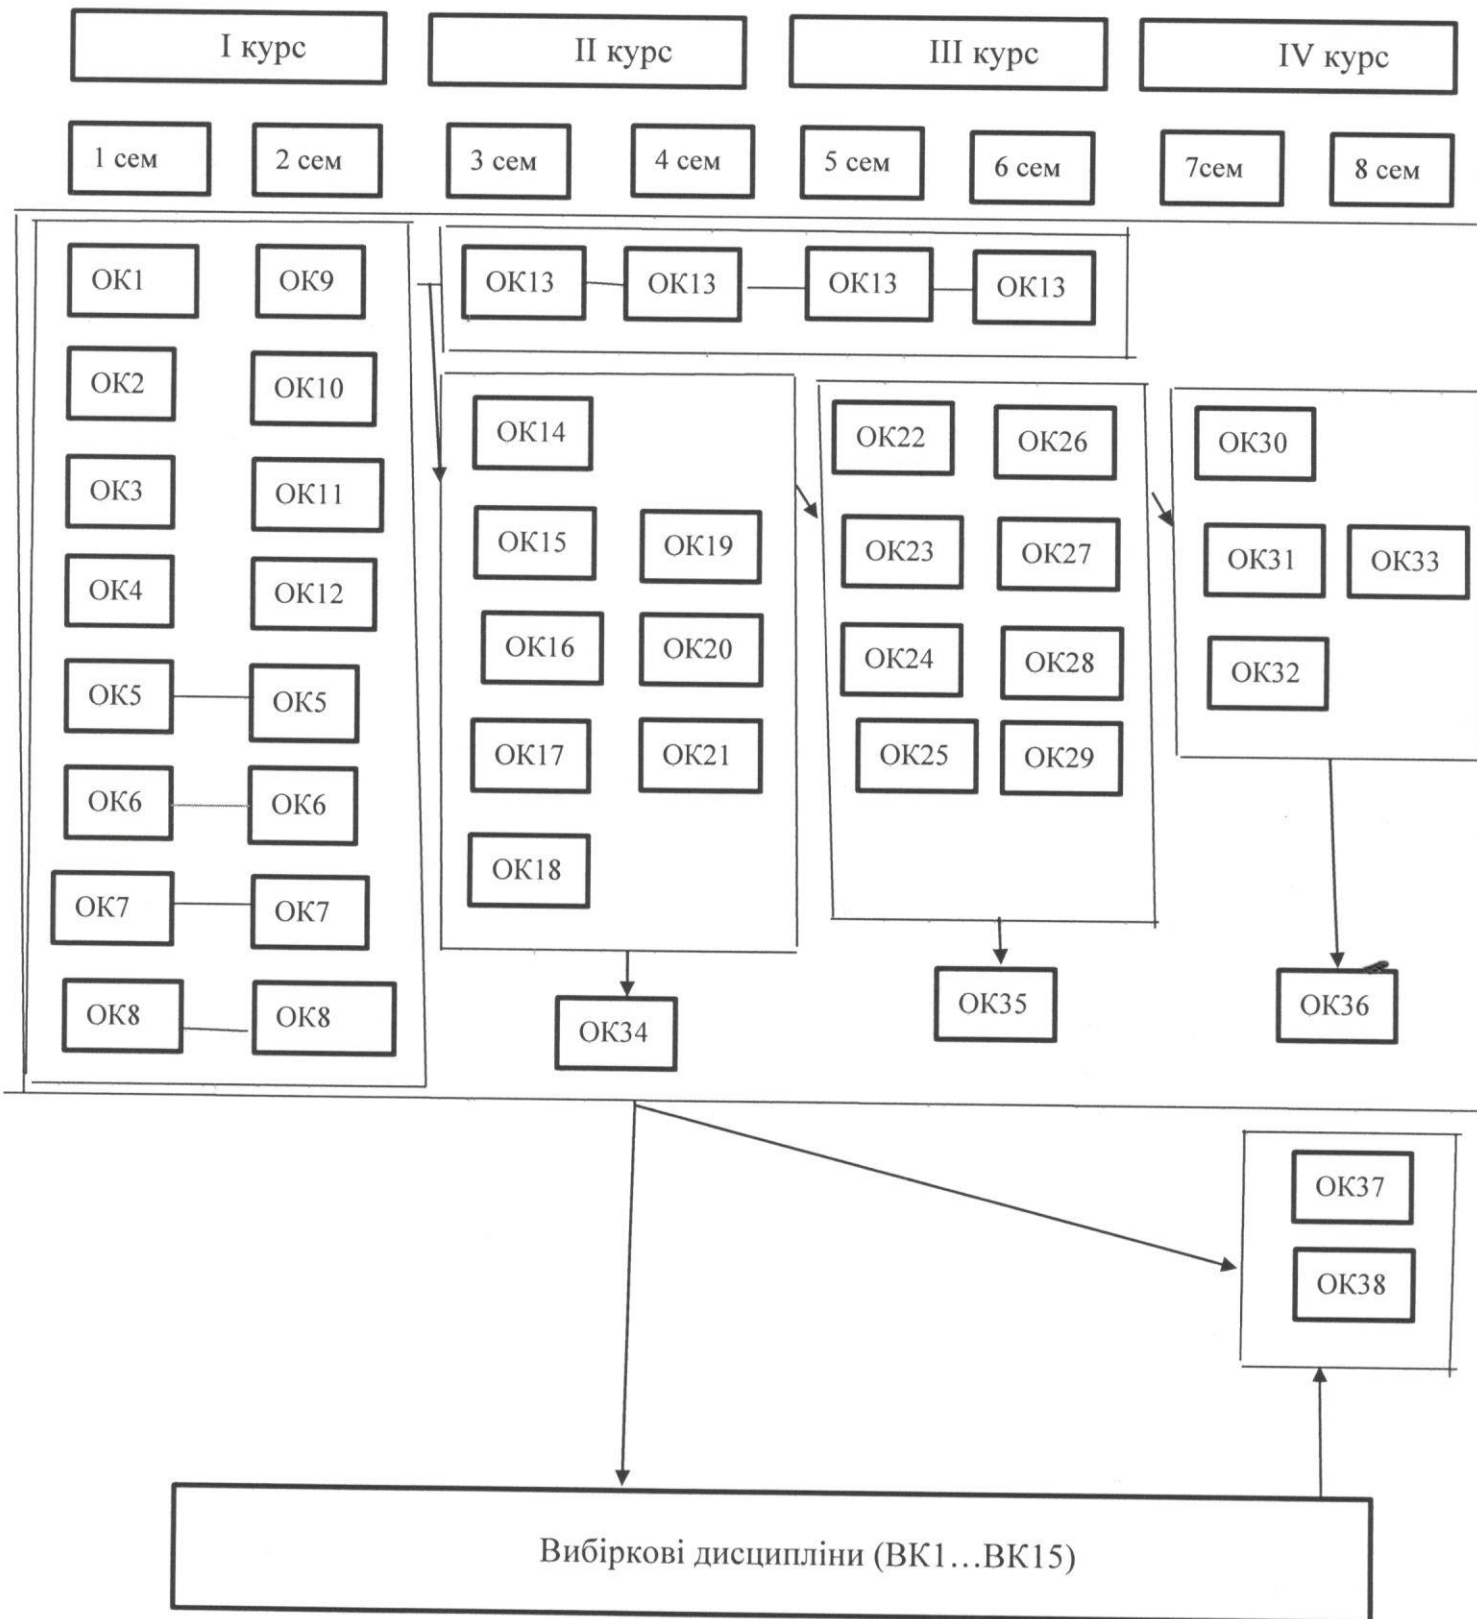 І курс
ІІ курс
ІІІ курс
IV курс
1 сем
2 сем
3 сем
4 сем
5 сем
6 сем
7сем
8 сем
ОК1
ОК9
ОК13
ОК13
ОК13
ОК13
ОК2
ОК10
ОК14
ОК22
ОК26
ОК30
ОК3
ОК11
ОК15
ОК19
ОК23
ОК27
ОК31
ОК33
ОК4
ОК12
ОК16
ОК20
ОК24
ОК28
ОК32
ОК5
ОК5
ОК17
ОК21
ОК25
ОК29
ОК6
ОК6
ОК18
ОК7
ОК7
ОК8
ОК8
ОК34
ОК35
ОК36
ОК37
ОК38
Вибіркові дисципліни (ВК1…ВК15)